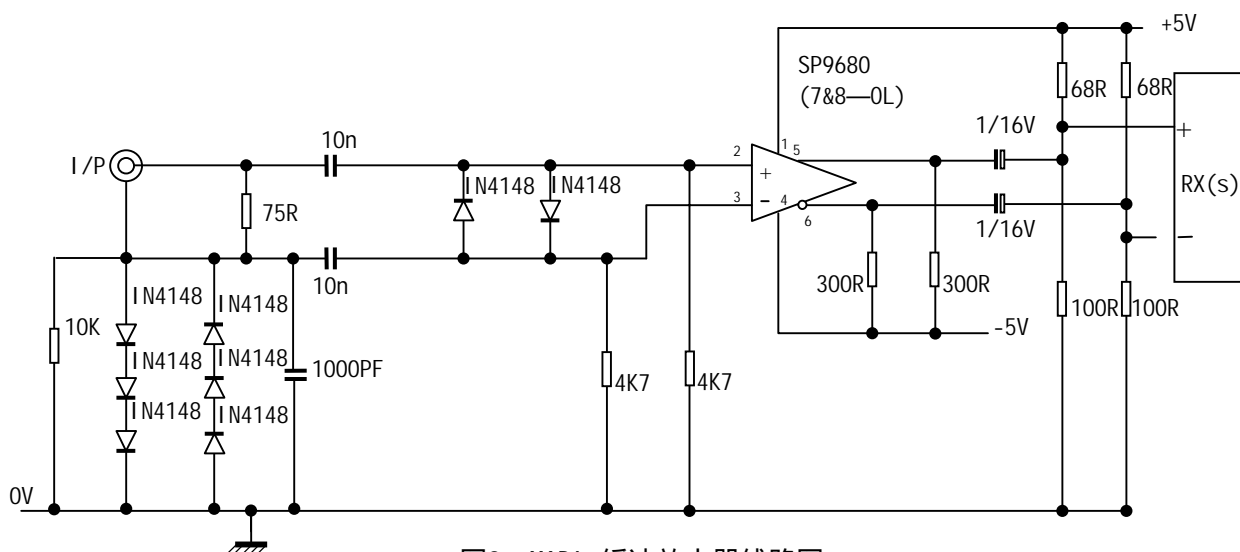 +5V
SP9680
(7&8—OL)
68R
68R
1/16V
10n
I/P
2
1
5
+
+
IN4148
IN4148
RX(s)
75R
3
−
4
6
1/16V
—
10n
300R
300R
IN4148
IN4148
100R
100R
10K
-5V
IN4148
IN4148
1000PF
4K7
4K7
IN4148
IN4148
0V